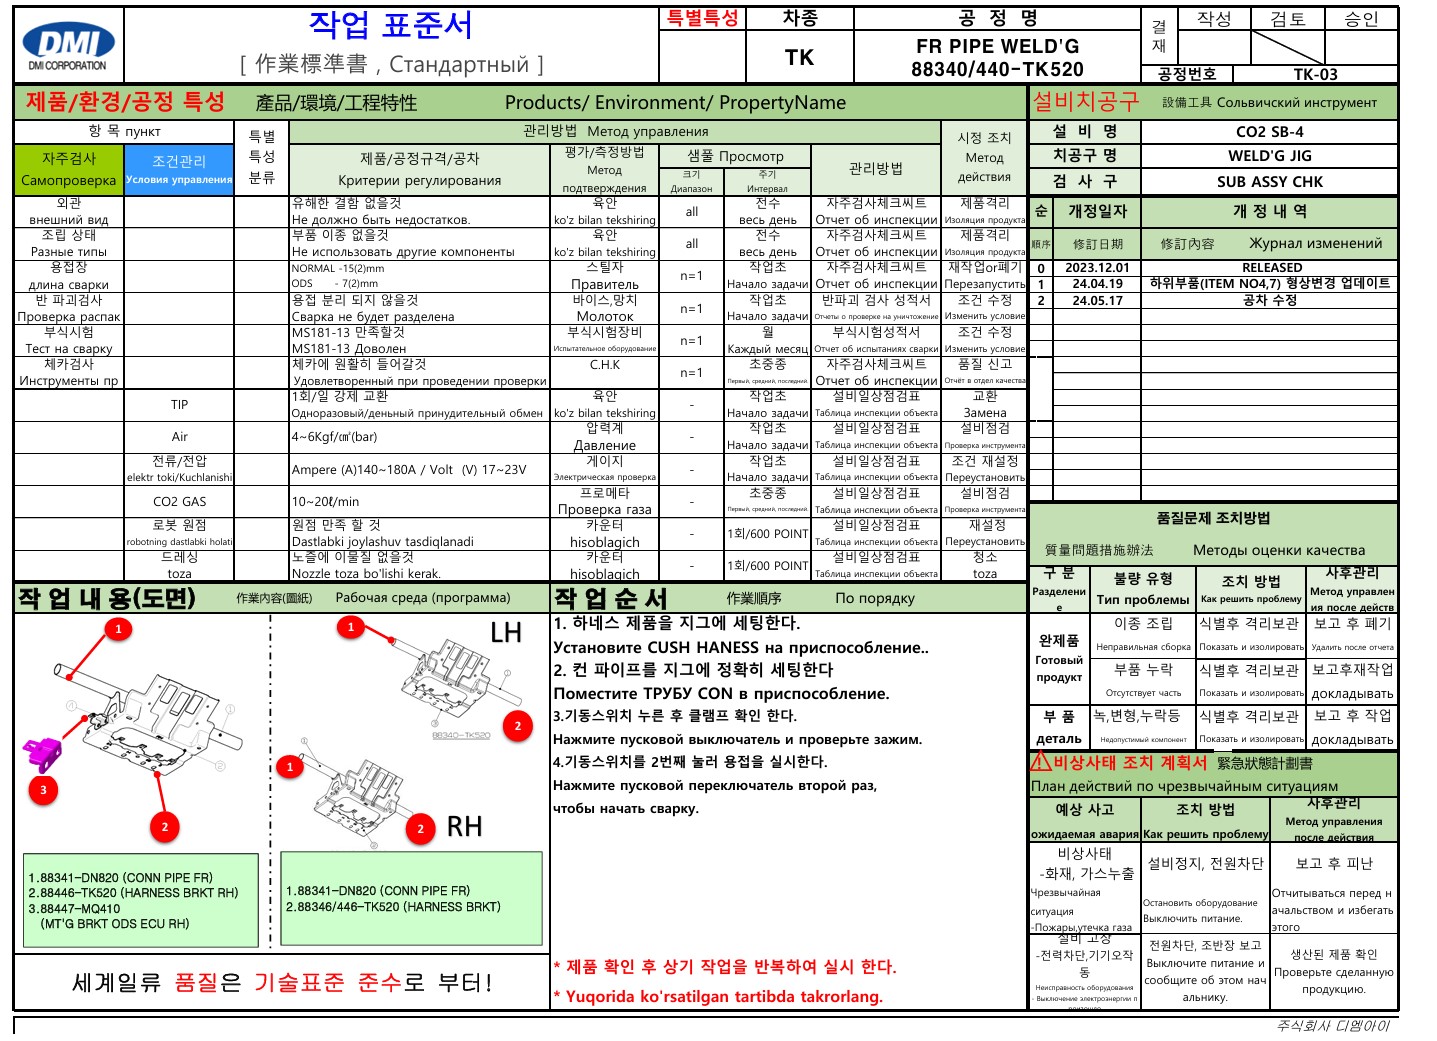 DMI
DMI CORPORATION
작업 표준서
[ 作業標準書 , Стандартный ]
특별특성
차종
공 정 명
결재
작성
검토
승인
TK
FR PIPE WELD'G
88340/440-TK520
공정번호
TK-03
제품/환경/공정 특성 產品/環境/工程特性 Products/ Environment/ PropertyName
설비치공구 設備工具 Сольвичский инструмент
항 목 пункт
특별
특성
분류
관리방법 Метод управления
시정 조치
Метод
действия
자주검사
Самопроверка
조건관리
Условия управления
제품/공정규격/공차
Критерии регулирования
평가/측정방법
Метод
подтверждения
샘풀 Просмотр
크기
Диапазон
주기
Интервал
관리방법
설 비 명
CO2 SB-4
치공구 명
WELD'G JIG
검 사 구
SUB ASSY CHK
외관
внешний вид
유해한 결함 없을것
Не должно быть недостатков.
육안
ko'z bilan tekshiring
all
전수
весь день
자주검사체크씨트
Отчет об инспекции
제품격리
Изоляция продукта
조립 상태
Разные типы
부품 이종 없을것
Не использовать другие компоненты
육안
ko'z bilan tekshiring
all
전수
весь день
자주검사체크씨트
Отчет об инспекции
제품격리
Изоляция продукта
용접장
длина сварки
NORMAL -15(2)mm
ODS - 7(2)mm
스틸자
Правитель
n=1
작업초
Начало задачи
자주검사체크씨트
Отчет об инспекции
재작업or폐기
Перезапустить
반 파괴검사
Проверка распак
용접 분리 되지 않을것
Сварка не будет разделена
바이스,망치
Молоток
n=1
작업초
Начало задачи
반파괴 검사 성적서
Отчеты о проверке на уничтожение
조건 수정
Изменить условие
부식시험
Тест на сварку
MS181-13 만족할것
MS181-13 Доволен
부식시험장비
Испытательное оборудование
n=1
월
Каждый месяц
부식시험성적서
Отчет об испытаниях сварки
조건 수정
Изменить условие
체카검사
Инструменты пр
체카에 원활히 들어갈것
Удовлетворенный при проведении проверки
C.H.K
n=1
초중종
Первый, средний, последний.
자주검사체크씨트
Отчет об инспекции
품질 신고
Отчёт в отдел качества
TIP
1회/일 강제 교환
Одноразовый/деньный принудительный обмен
육안
ko'z bilan tekshiring
-
작업초
Начало задачи
설비일상점검표
Таблица инспекции объекта
교환
Замена
Air
4~6Kgf/㎠(bar)
압력계
Давление
-
작업초
Начало задачи
설비일상점검표
Таблица инспекции объекта
설비점검
Проверка инструмента
전류/전압
elektr toki/Kuchlanishi
Ampere (A)140~180A / Volt (V) 17~23V
게이지
Электрическая проверка
-
작업초
Начало задачи
설비일상점검표
Таблица инспекции объекта
조건 재설정
Переустановить
CO2 GAS
10~20ℓ/min
프로메타
Проверка газа
-
초중종
Первый, средний, последний.
설비일상점검표
Таблица инспекции объекта
설비점검
Проверка инструмента
로봇 원점
robotning dastlabki holati
원점 만족 할 것
Dastlabki joylashuv tasdiqlanadi
카운터
hisoblagich
-
1회/600 POINT
설비일상점검표
Таблица инспекции объекта
재설정
Переустановить
드레싱
toza
노즐에 이물질 없을것
Nozzle toza bo'lishi kerak.
카운터
hisoblagich
-
1회/600 POINT
설비일상점검표
Таблица инспекции объекта
청소
toza
순
개정일자
개 정 내 역
順序
修訂日期
修訂內容 Журнал изменений
0 2023.12.01 RELEASED
1 24.04.19 하위부품(ITEM NO4,7) 형상변경 업데이트
2 24.05.17 공차 수정
품질문제 조치방법
質量問題措施辦法 Методы оценки качества
구 분
Разделени
е
불량 유형
Тип проблемы
조치 방법
Как решить проблему
사후관리
Метод управлен
ия после действ
완제품
Готовый
продукт
이종 조립
Неправильная сборка
식별후 격리보관
Показать и изолировать
보고 후 폐기
Удалить после отчета
부품 누락
Отсутствует часть
식별후 격리보관
Показать и изолировать
보고후재작업
докладывать
부 품
деталь
녹,변형,누락등
Недопустимый компонент
식별후 격리보관
Показать и изолировать
보고 후 작업
докладывать
비상사태 조치 계획서 緊急狀態計劃書
План действий по чрезвычайным ситуациям
예상 사고
ожидаемая авария
조치 방법
Как решить проблему
사후관리
Метод управления
после действия
비상사태
-화재, 가스누출
Чрезвычайная
ситуация
-Пожары,утечка газа
설비정지, 전원차단
Остановить оборудование
Выключить питание.
보고 후 피난
Отчитываться перед н
ачальством и избегать
этого
설비 고장
-전력차단,기기오작
동
Неисправность оборудования
- Выключение электроэнергии п
전원차단, 조반장 보고
Выключите питание и
сообщите об этом нач
альнику.
생산된 제품 확인
Проверьте сделанную
продукцию.
작 업 내 용(도면) 作業內容(圖紙) Рабочая среда (программа)
작 업 순 서 作業順序 По порядку
1
4
1
2
3
2
1.88341-DN820 (CONN PIPE FR)
2.88446-TK520 (HARNESS BRKT RH)
3.88447-MQ410
(MT'G BRKT ODS ECU RH)
1
LH
1
3
2
88340-TK520
1
1
2
2
RH
1.88341-DN820 (CONN PIPE FR)
2.88346/446-TK520 (HARNESS BRKT)
1. 하네스 제품을 지그에 세팅한다.
Установите CUSH HANESS на приспособление..
2. 컨 파이프를 지그에 정확히 세팅한다
Поместите ТРУБУ CON в приспособление.
3.기동스위치 누른 후 클램프 확인 한다.
Нажмите пусковой выключатель и проверьте зажим.
4.기동스위치를 2번째 눌러 용접을 실시한다.
Нажмите пусковой переключатель второй раз,
чтобы начать сварку.
* 제품 확인 후 상기 작업을 반복하여 실시 한다.
* Yuqorida ko'rsatilgan tartibda takrorlang.
세계일류 품질은 기술표준 준수로 부터!
주식회사 디엠아이